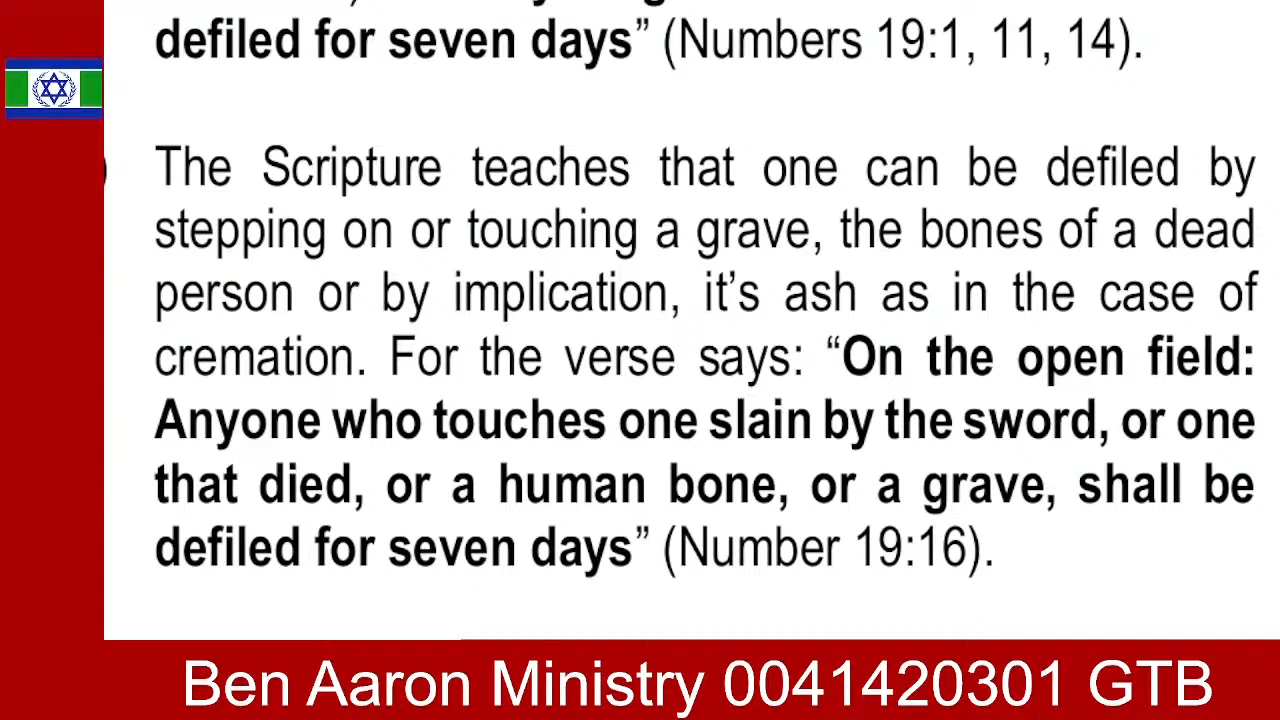 defiled for seven days” (Numbers 19:1, 11, 14).
The Scripture teaches that one can be defiled by
stepping on or touching a grave, the bones of a dead
person or by implication, it’s ash as in the case of
cremation. For the verse says: “On the open field:
Anyone who touches one slain by the sword, or one
that died, or a human bone, or a grave, shall be
defiled for seven days” (Number 19:16).
Ben Aaron Ministry 0041420301 GTB